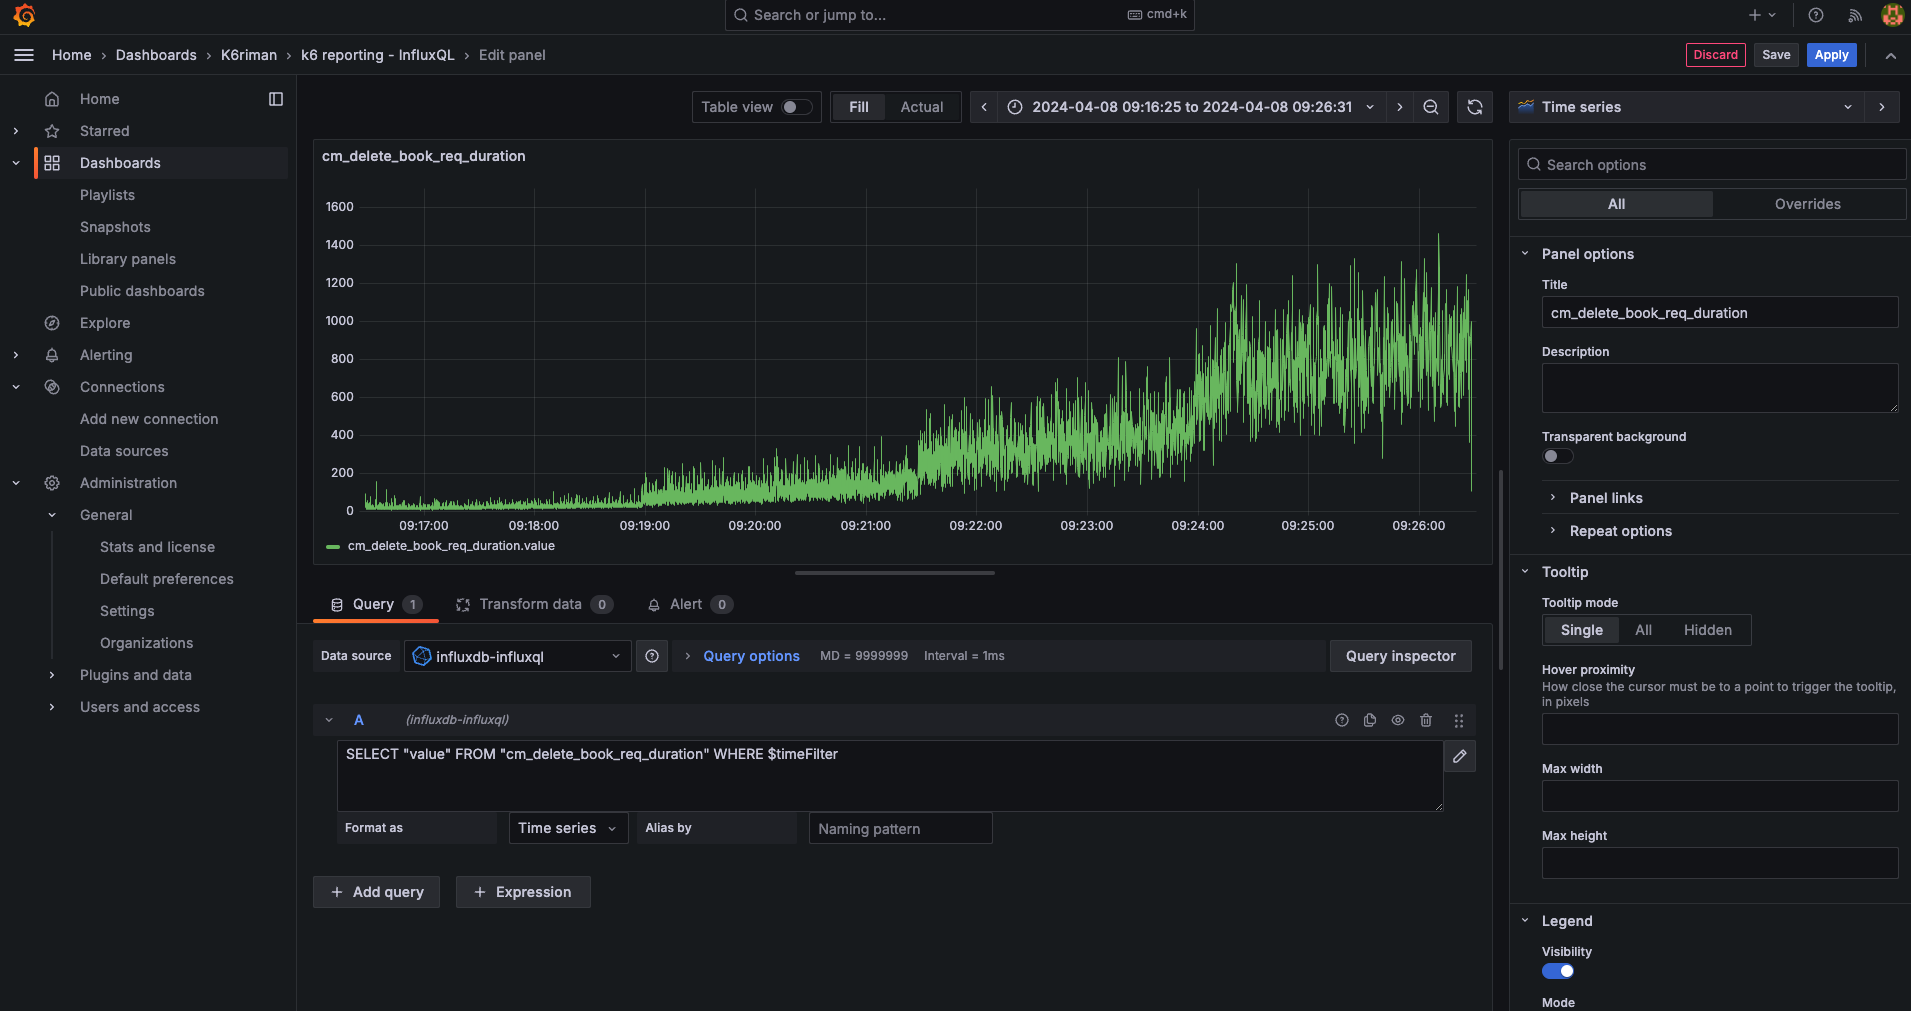 Search or jump to...
cmd+k
Home › Dashboards › K6riman › k6 reporting - InfluxQL › Edit panel
Discard
Save
Apply
Home
Starred
Dashboards
Playlists
Snapshots
Library panels
Public dashboards
Explore
Alerting
Connections
Add new connection
Data sources
Administration
General
Stats and license
Default preferences
Settings
Organizations
Plugins and data
Users and access
Table view
Fill
Actual
2024-04-08 09:16:25 to 2024-04-08 09:26:31
cm_delete_book_req_duration
1600
1400
1200
1000
800
600
400
200
0
09:17:00
09:18:00
09:19:00
09:20:00
09:21:00
09:22:00
09:23:00
09:24:00
09:25:00
09:26:00
cm_delete_book_req_duration.value
Query 1
Transform data 0
Alert 0
Data source
influxdb-influxql
Query options
MD = 9999999
Interval = 1ms
Query inspector
A
(influxdb-influxql)
SELECT "value" FROM "cm_delete_book_req_duration" WHERE $timeFilter
Format as
Time series
Alias by
Naming pattern
+ Add query
+ Expression
Time series
Search options
All
Overrides
Panel options
Title
cm_delete_book_req_duration
Description
Transparent background
Panel links
Repeat options
Tooltip
Tooltip mode
Single
All
Hidden
Hover proximity
How close the cursor must be to a point to trigger the tooltip,
in pixels
Max width
Max height
Legend
Visibility
Mode